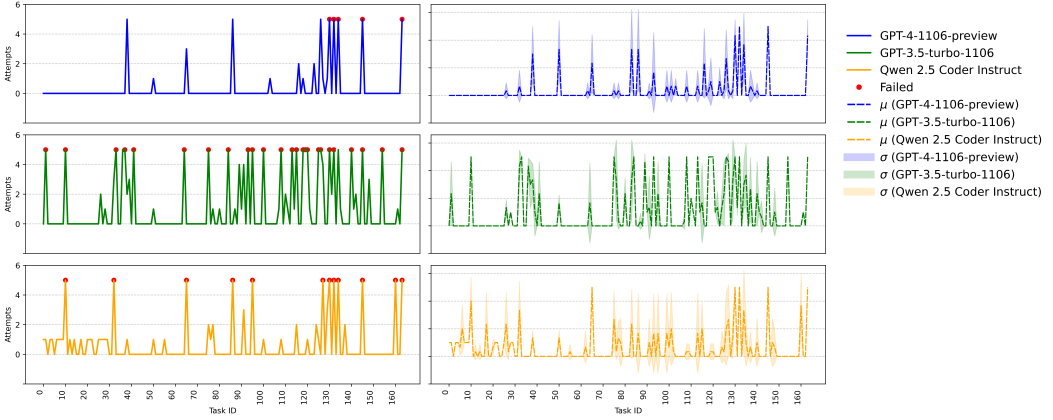 6
4
2
0
Attempts
6
4
2
0
Attempts
6
4
2
0
Attempts
0 10 20 30 40 50 60 70 80 90 100 110 120 130 140 150 160
Task ID
0 10 20 30 40 50 60 70 80 90 100 110 120 130 140 150 160
Task ID
GPT-4-1106-preview
GPT-3.5-turbo-1106
Qwen 2.5 Coder Instruct
Failed
μ (GPT-4-1106-preview)
μ (GPT-3.5-turbo-1106)
μ (Qwen 2.5 Coder Instruct)
σ (GPT-4-1106-preview)
σ (GPT-3.5-turbo-1106)
σ (Qwen 2.5 Coder Instruct)